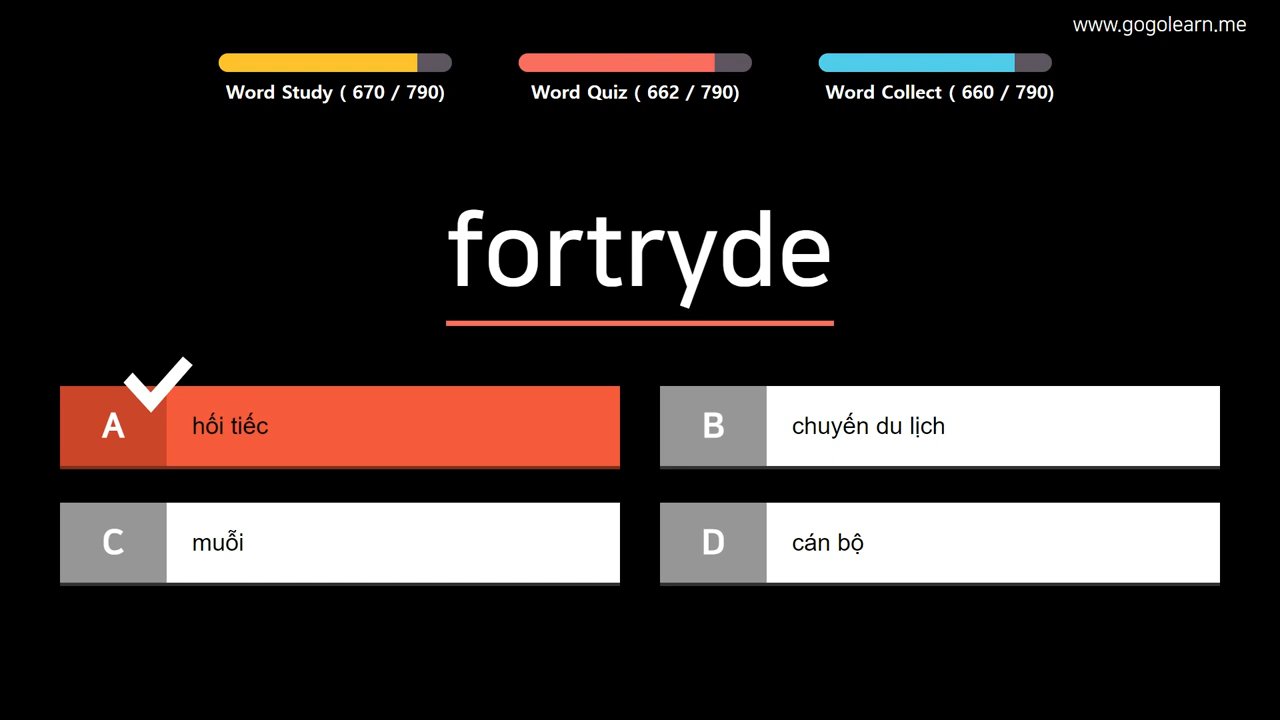 www.gogolearn.me
Word Study ( 670 / 790)
Word Quiz ( 662 / 790)
Word Collect ( 660 / 790)
fortryde
A hối tiếc
B chuyến du lịch
C muỗi
D cán bộ